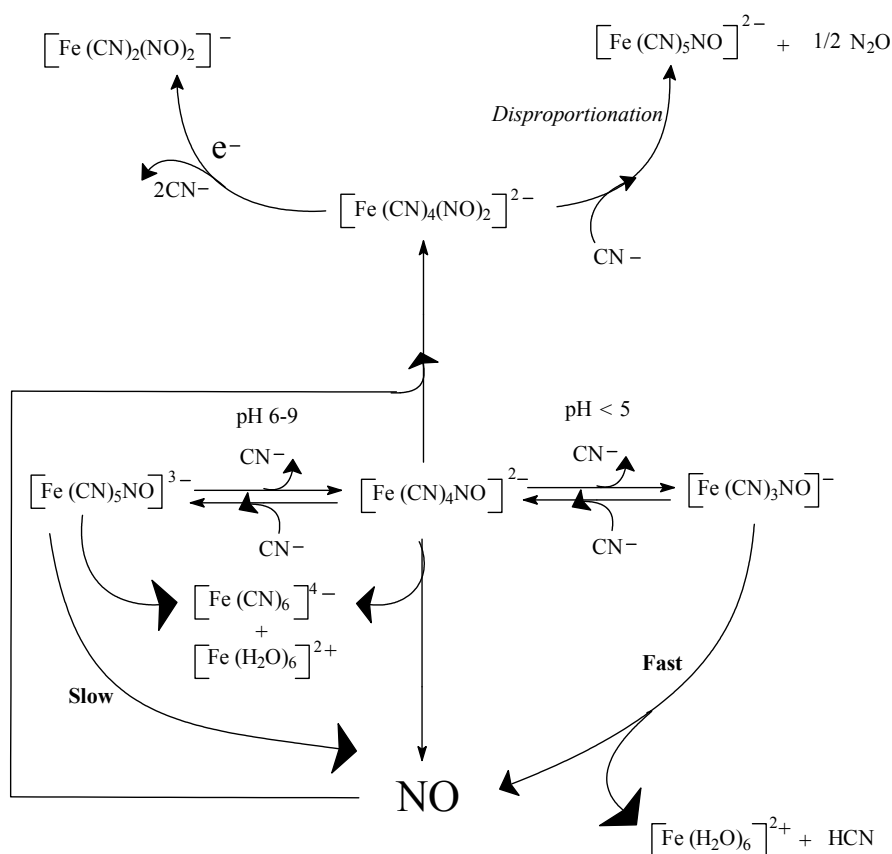 [Fe(CN)₂(NO)₂]⁻
[Fe(CN)₅NO]²⁻ + 1/2 N₂O
Disproportionation
e⁻
2CN⁻
[Fe(CN)₄(NO)₂]²⁻
CN⁻
pH 6-9
pH < 5
CN⁻
CN⁻
[Fe(CN)₅NO]³⁻
[Fe(CN)₄NO]²⁻
[Fe(CN)₃NO]⁻
CN⁻
CN⁻
[Fe(CN)₆]⁴⁻
+
[Fe(H₂O)₆]²⁺
Slow
Fast
NO
[Fe(H₂O)₆]²⁺ + HCN